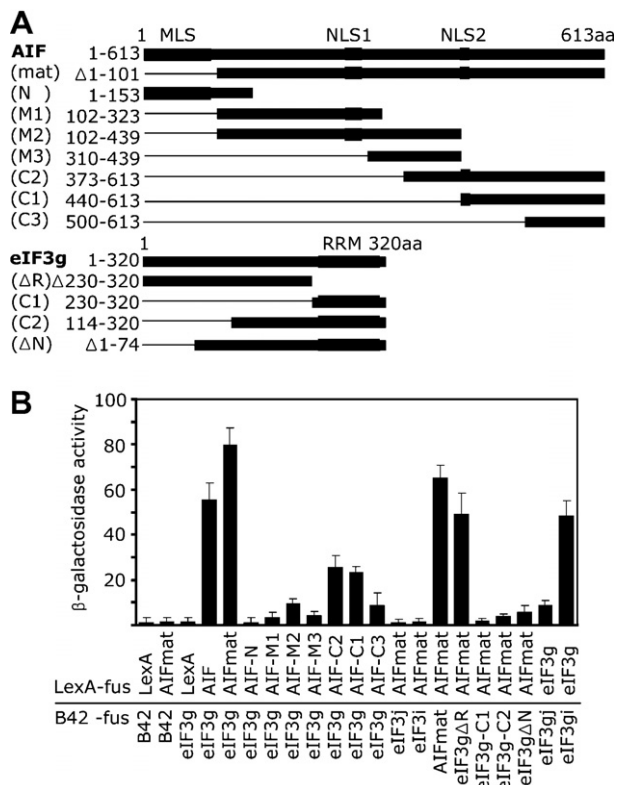 A
1 MLS NLS1 NLS2 613aa
AIF 1-613
(mat) Δ1-101
(N ) 1-153
(M1) 102-323
(M2) 102-439
(M3) 310-439
(C2) 373-613
(C1) 440-613
(C3) 500-613
1 RRM 320aa
eIF3g 1-320
(ΔR)Δ230-320
(C1) 230-320
(C2) 114-320
(ΔN) Δ1-74
B
β-galactosidase activity
100
80
60
40
20
LexA-fus LexA AIFmat LexA AIF AIFmat AIF-N AIF-M1 AIF-M2 AIF-M3 AIF-C2 AIF-C1 AIF-C3 AIFmat AIFmat AIFmat AIFmat AIFmat AIFmat AIFmat eIF3g eIF3g
B42 -fus B42 B42 eIF3g eIF3g eIF3g eIF3g eIF3g eIF3g eIF3g eIF3g eIF3g eIF3g eIF3j eIF3i AIFmat eIF3gΔR eIF3g-C1 eIF3g-C2 eIF3gΔN eIF3gj eIF3gi